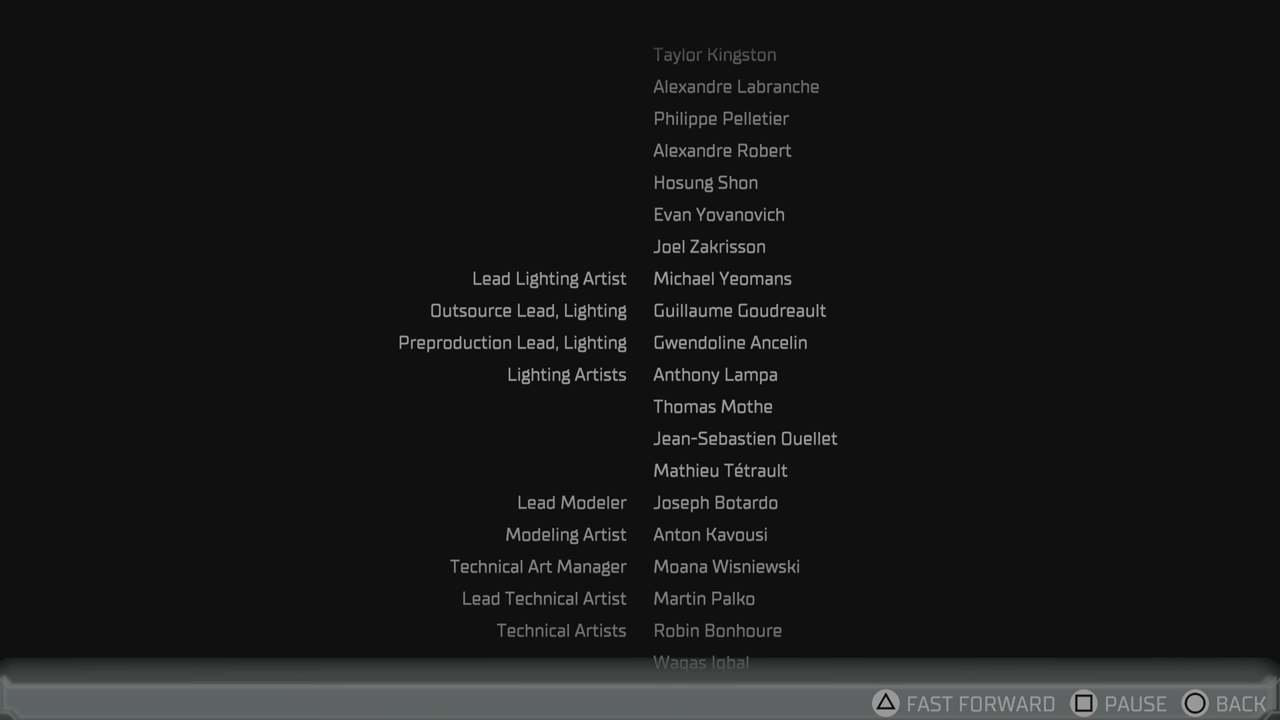 Taylor Kingston
Alexandre Labranche
Philippe Pelletier
Alexandre Robert
Hosung Shon
Evan Yovanovich
Joel Zakrisson
Lead Lighting Artist Michael Yeomans
Outsource Lead, Lighting Guillaume Goudreault
Preproduction Lead, Lighting Gwendoline Ancelin
Lighting Artists Anthony Lampa
Thomas Mothe
Jean-Sebastien Ouellet
Mathieu Tétrault
Lead Modeler Joseph Botardo
Modeling Artist Anton Kavousi
Technical Art Manager Moana Wisniewski
Lead Technical Artist Martin Palko
Technical Artists Robin Bonhoure
Waqas Iqbal
FAST FORWARD PAUSE BACK